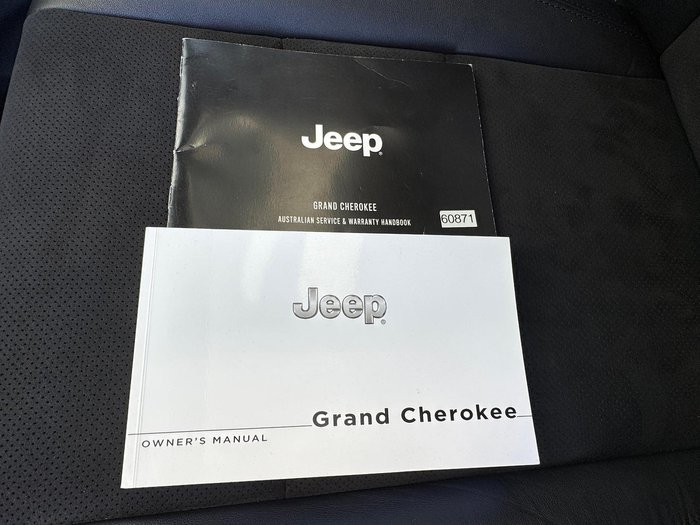 Jeep
GRAND CHEROKEE
AUSTRALIAN SERVICE & WARRANTY HANDBOOK
60871
Jeep
Grand Cherokee
OWNER'S MANUAL